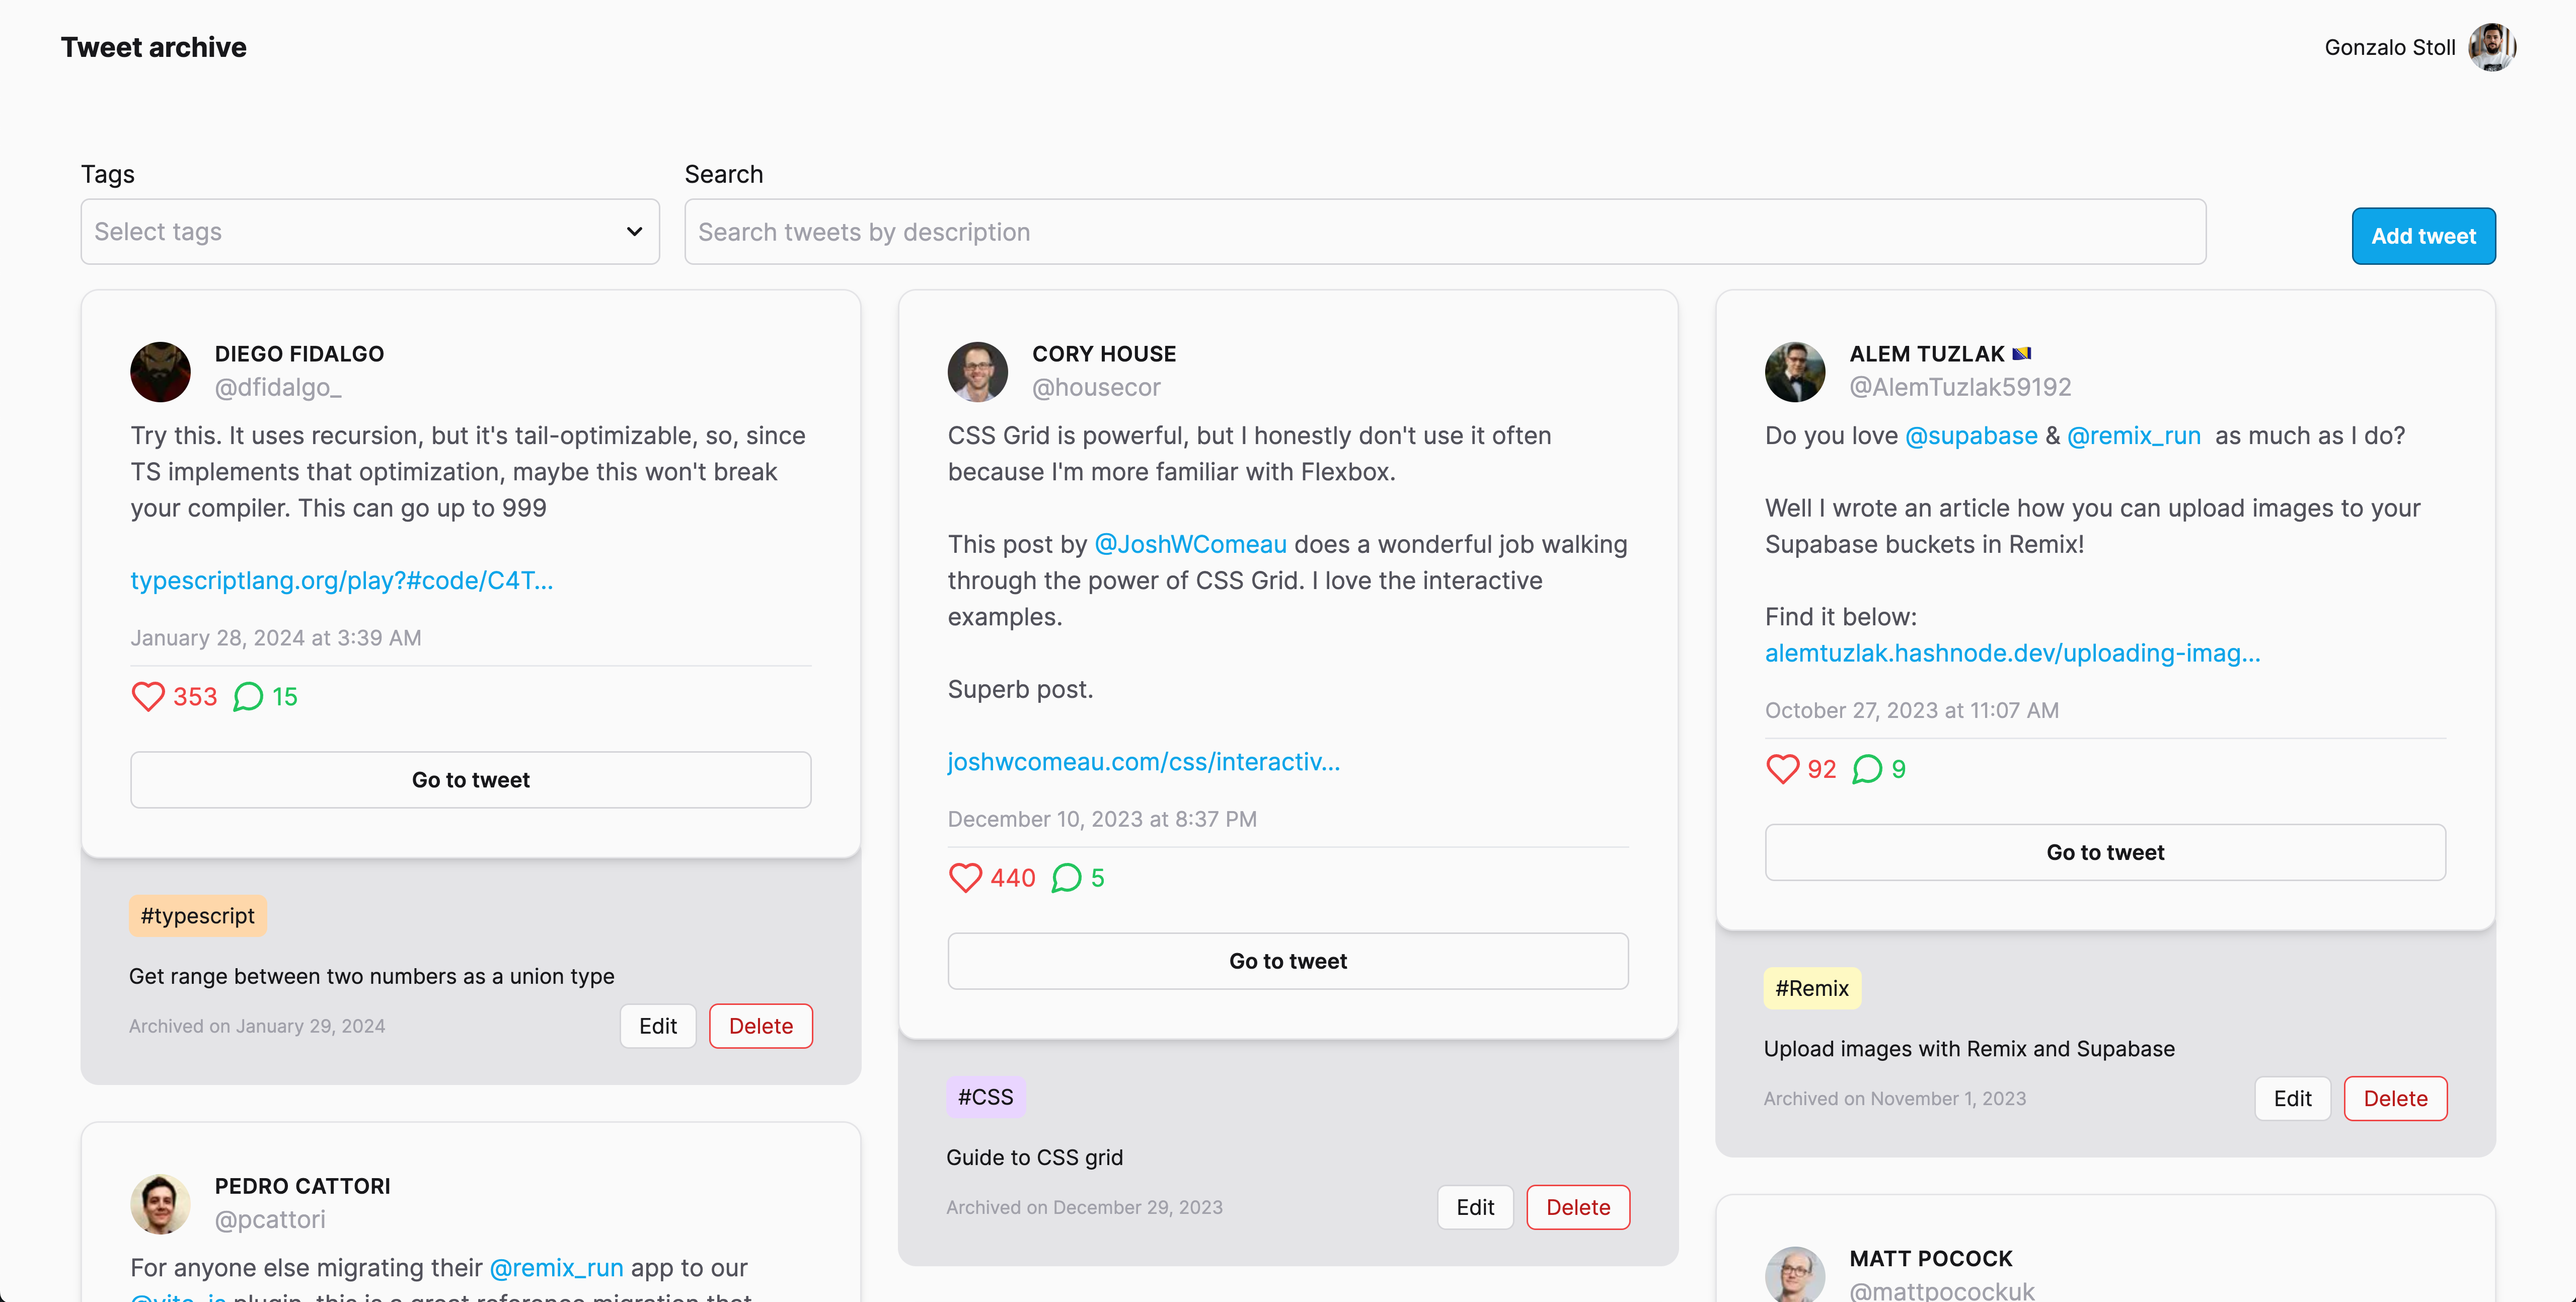 Tweet archive
Gonzalo Stoll
Tags
Search
Select tags
Search tweets by description
Add tweet
DIEGO FIDALGO
@dfidalgo_
Try this. It uses recursion, but it's tail-optimizable, so, since
TS implements that optimization, maybe this won't break
your compiler. This can go up to 999
typescriptlang.org/play?#code/C4T...
January 28, 2024 at 3:39 AM
353
15
Go to tweet
#typescript
Get range between two numbers as a union type
Archived on January 29, 2024
Edit
Delete
PEDRO CATTORI
@pcattori
For anyone else migrating their @remix_run app to our
@vite_js plugin, this is a great reference migration that
CORY HOUSE
@housecor
CSS Grid is powerful, but I honestly don't use it often
because I'm more familiar with Flexbox.
This post by @JoshWComeau does a wonderful job walking
through the power of CSS Grid. I love the interactive
examples.
Superb post.
joshwcomeau.com/css/interactiv...
December 10, 2023 at 8:37 PM
440
5
Go to tweet
#CSS
Guide to CSS grid
Archived on December 29, 2023
Edit
Delete
ALEM TUZLAK 🇧🇦
@AlemTuzlak59192
Do you love @supabase & @remix_run  as much as I do?
Well I wrote an article how you can upload images to your
Supabase buckets in Remix!
Find it below:
alemtuzlak.hashnode.dev/uploading-imag...
October 27, 2023 at 11:07 AM
92
9
Go to tweet
#Remix
Upload images with Remix and Supabase
Archived on November 1, 2023
Edit
Delete
MATT POCOCK
@mattpocockuk